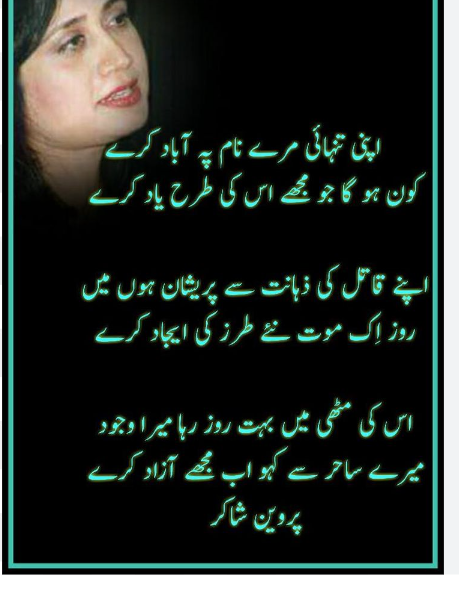 اپنی تنہائی مرے نام پہ آباد کرے
کون ہو گا جو مجھے اس کی طرح یاد کرے
اپنے قاتل کی ذہانت سے پریشان ہوں میں
روز اِک موت نئے طرز کی ایجاد کرے
اس کی مٹھی میں بہت روز رہا میرا وجود
میرے ساحر سے کہو اب مجھے آزاد کرے
پروین شاکر